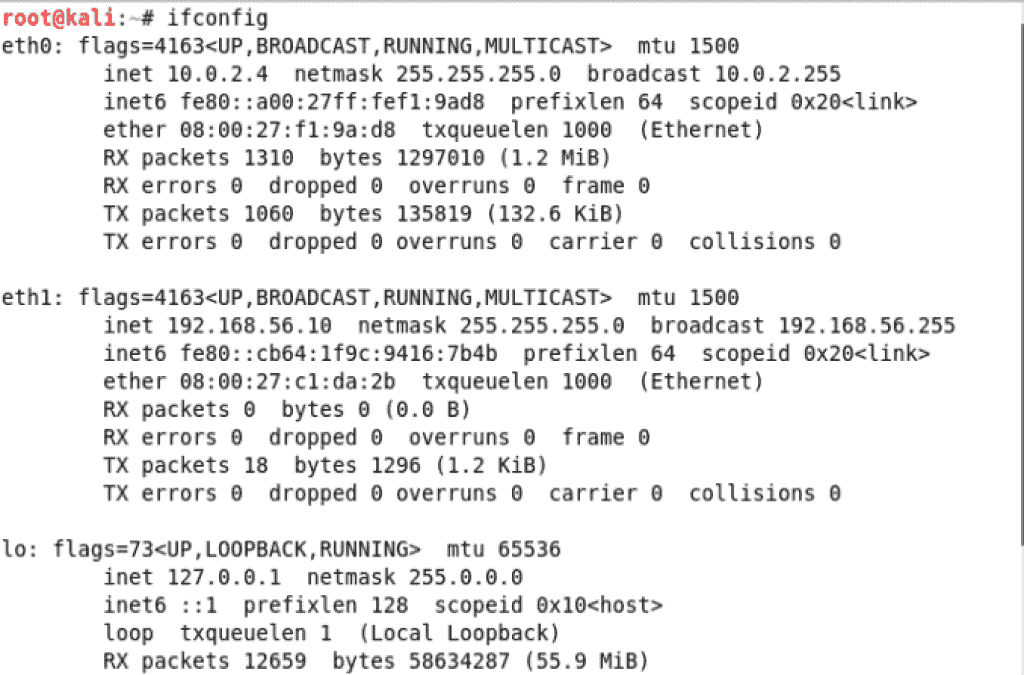 root@kali:~# ifconfig
eth0: flags=4163<UP,BROADCAST,RUNNING,MULTICAST>  mtu 1500
        inet 10.0.2.4  netmask 255.255.255.0  broadcast 10.0.2.255
        inet6 fe80::a00:27ff:fef1:9ad8  prefixlen 64  scopeid 0x20<link>
        ether 08:00:27:f1:9a:d8  txqueuelen 1000  (Ethernet)
        RX packets 1310  bytes 1297010 (1.2 MiB)
        RX errors 0  dropped 0  overruns 0  frame 0
        TX packets 1060  bytes 135819 (132.6 KiB)
        TX errors 0  dropped 0 overruns 0  carrier 0  collisions 0

eth1: flags=4163<UP,BROADCAST,RUNNING,MULTICAST>  mtu 1500
        inet 192.168.56.10  netmask 255.255.255.0  broadcast 192.168.56.255
        inet6 fe80::cb64:1f9c:9416:7b4b  prefixlen 64  scopeid 0x20<link>
        ether 08:00:27:c1:da:2b  txqueuelen 1000  (Ethernet)
        RX packets 0  bytes 0 (0.0 B)
        RX errors 0  dropped 0  overruns 0  frame 0
        TX packets 18  bytes 1296 (1.2 KiB)
        TX errors 0  dropped 0 overruns 0  carrier 0  collisions 0

lo: flags=73<UP,LOOPBACK,RUNNING>  mtu 65536
        inet 127.0.0.1  netmask 255.0.0.0
        inet6 ::1  prefixlen 128  scopeid 0x10<host>
        loop  txqueuelen 1  (Local Loopback)
        RX packets 12659  bytes 58634287 (55.9 MiB)